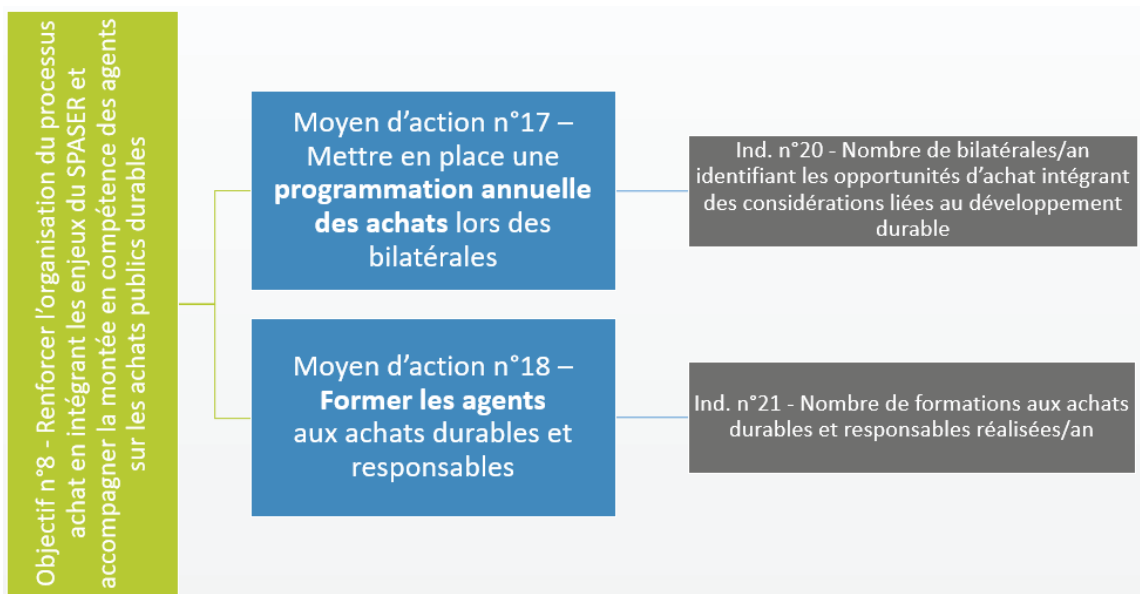 Objectif n°8 - Renforcer l’organisation du processus
achat en intégrant les enjeux du SPASER et
accompagner la montée en compétence des agents
sur les achats publics durables
Moyen d’action n°17 –
Mettre en place une
programmation annuelle
des achats lors des
bilatérales
Ind. n°20 - Nombre de bilatérales/an
identifiant les opportunités d’achat intégrant
des considérations liées au développement
durable
Moyen d’action n°18 –
Former les agents
aux achats durables et
responsables
Ind. n°21 - Nombre de formations aux achats
durables et responsables réalisées/an